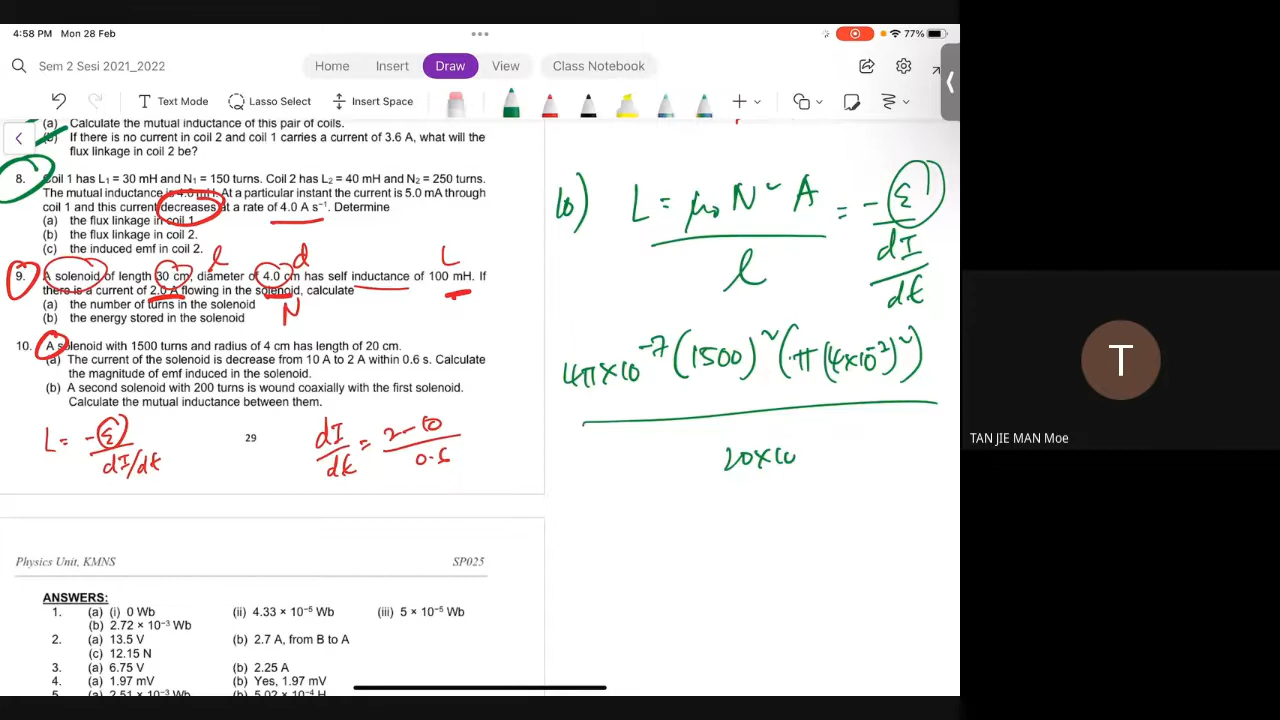 4:58 PM Mon 28 Feb
77%
Sem 2 Sesi 2021_2022
Home Insert Draw View Class Notebook
Text Mode Lasso Select Insert Space
(a) Calculate the mutual inductance of this pair of coils.
(b) If there is no current in coil 2 and coil 1 carries a current of 3.6 A, what will the
flux linkage in coil 2 be?
8. Coil 1 has L₁ = 30 mH and N₁ = 150 turns. Coil 2 has L₂ = 40 mH and N₂ = 250 turns.
The mutual inductance is 4.0 mH. At a particular instant the current is 5.0 mA through
coil 1 and this current decreases at a rate of 4.0 A s⁻¹. Determine
(a) the flux linkage in coil 1
(b) the flux linkage in coil 2.
(c) the induced emf in coil 2.
l d L
9. A solenoid of length 30 cm, diameter of 4.0 cm has self inductance of 100 mH. If
there is a current of 2.0 A flowing in the solenoid, calculate
(a) the number of turns in the solenoid
N
(b) the energy stored in the solenoid
10. A solenoid with 1500 turns and radius of 4 cm has length of 20 cm.
(a) The current of the solenoid is decrease from 10 A to 2 A within 0.6 s. Calculate
the magnitude of emf induced in the solenoid.
(b) A second solenoid with 200 turns is wound coaxially with the first solenoid.
Calculate the mutual inductance between them.
L = -ε / dI/dt
dI/dt = 2-10 / 0.6
29
Physics Unit, KMNS SP025
ANSWERS:
1. (a) (i) 0 Wb (ii) 4.33 × 10⁻⁵ Wb (iii) 5 × 10⁻⁵ Wb
(b) 2.72 × 10⁻³ Wb
2. (a) 13.5 V (b) 2.7 A, from B to A
(c) 12.15 N
3. (a) 6.75 V (b) 2.25 A
4. (a) 1.97 mV (b) Yes, 1.97 mV
5. (a) 2.51 × 10⁻³ Wb (b) 5.02 × 10⁻⁴ H
10) L = μ₀ N² A / l = -ε / dI/dt
4π×10⁻⁷ (1500)² (π (4×10⁻²)²)
20×10
T
TAN JIE MAN Moe